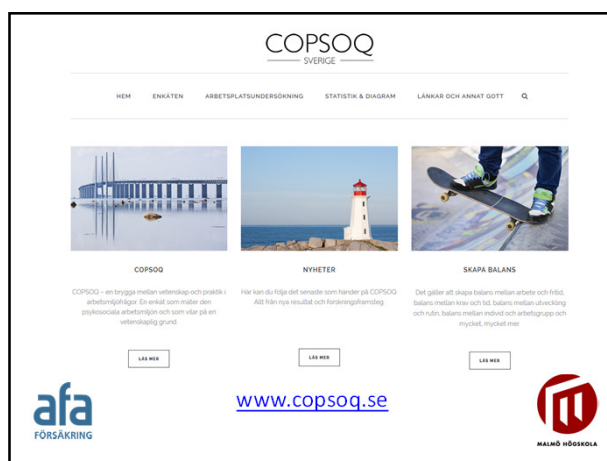 COPSOQ
SVERIGE
HEM ENKÄTEN ARBETSPLATSUNDERSÖKNING STATISTIK & DIAGRAM LÄNKAR OCH ANNAT GOTT
COPSOQ
COPSOQ – en brygga mellan vetenskap och praktik i
arbetsmiljöfrågor. En enkät som mäter den
psykosociala arbetsmiljön och som vilar på en
vetenskaplig grund.
LÄS MER
NYHETER
Här kan du följa det senaste som händer på COPSOQ.
Allt från nya resultat och forskningsframsteg.
LÄS MER
SKAPA BALANS
Det gäller att skapa balans mellan arbete och fritid,
balans mellan krav och tid, balans mellan utveckling
och rutin, balans mellan individ och arbetsgrupp och
mycket, mycket mer.
LÄS MER
afa
FÖRSÄKRING
www.copsoq.se
MALMÖ HÖGSKOLA